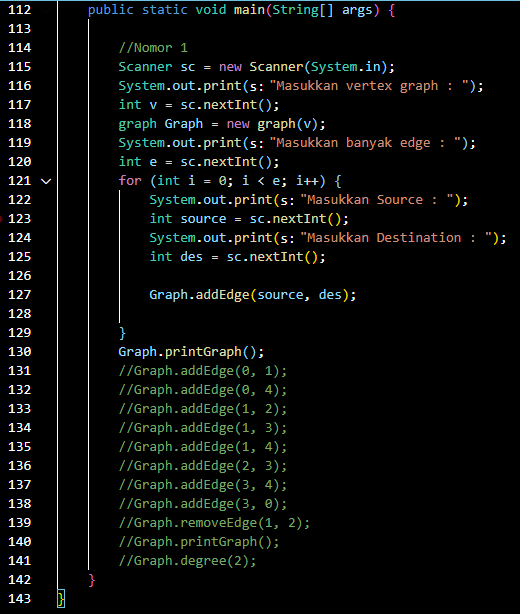 112 public static void main(String[] args) {
113
114 //Nomor 1
115 Scanner sc = new Scanner(System.in);
116 System.out.print(s: "Masukkan vertex graph : ");
117 int v = sc.nextInt();
118 graph Graph = new graph(v);
119 System.out.print(s: "Masukkan banyak edge : ");
120 int e = sc.nextInt();
121 for (int i = 0; i < e; i++) {
122 System.out.print(s: "Masukkan Source : ");
123 int source = sc.nextInt();
124 System.out.print(s: "Masukkan Destination : ");
125 int des = sc.nextInt();
126
127 Graph.addEdge(source, des);
128
129 }
130 Graph.printGraph();
131 //Graph.addEdge(0, 1);
132 //Graph.addEdge(0, 4);
133 //Graph.addEdge(1, 2);
134 //Graph.addEdge(1, 3);
135 //Graph.addEdge(1, 4);
136 //Graph.addEdge(2, 3);
137 //Graph.addEdge(3, 4);
138 //Graph.addEdge(3, 0);
139 //Graph.removeEdge(1, 2);
140 //Graph.printGraph();
141 //Graph.degree(2);
142 }
143 }